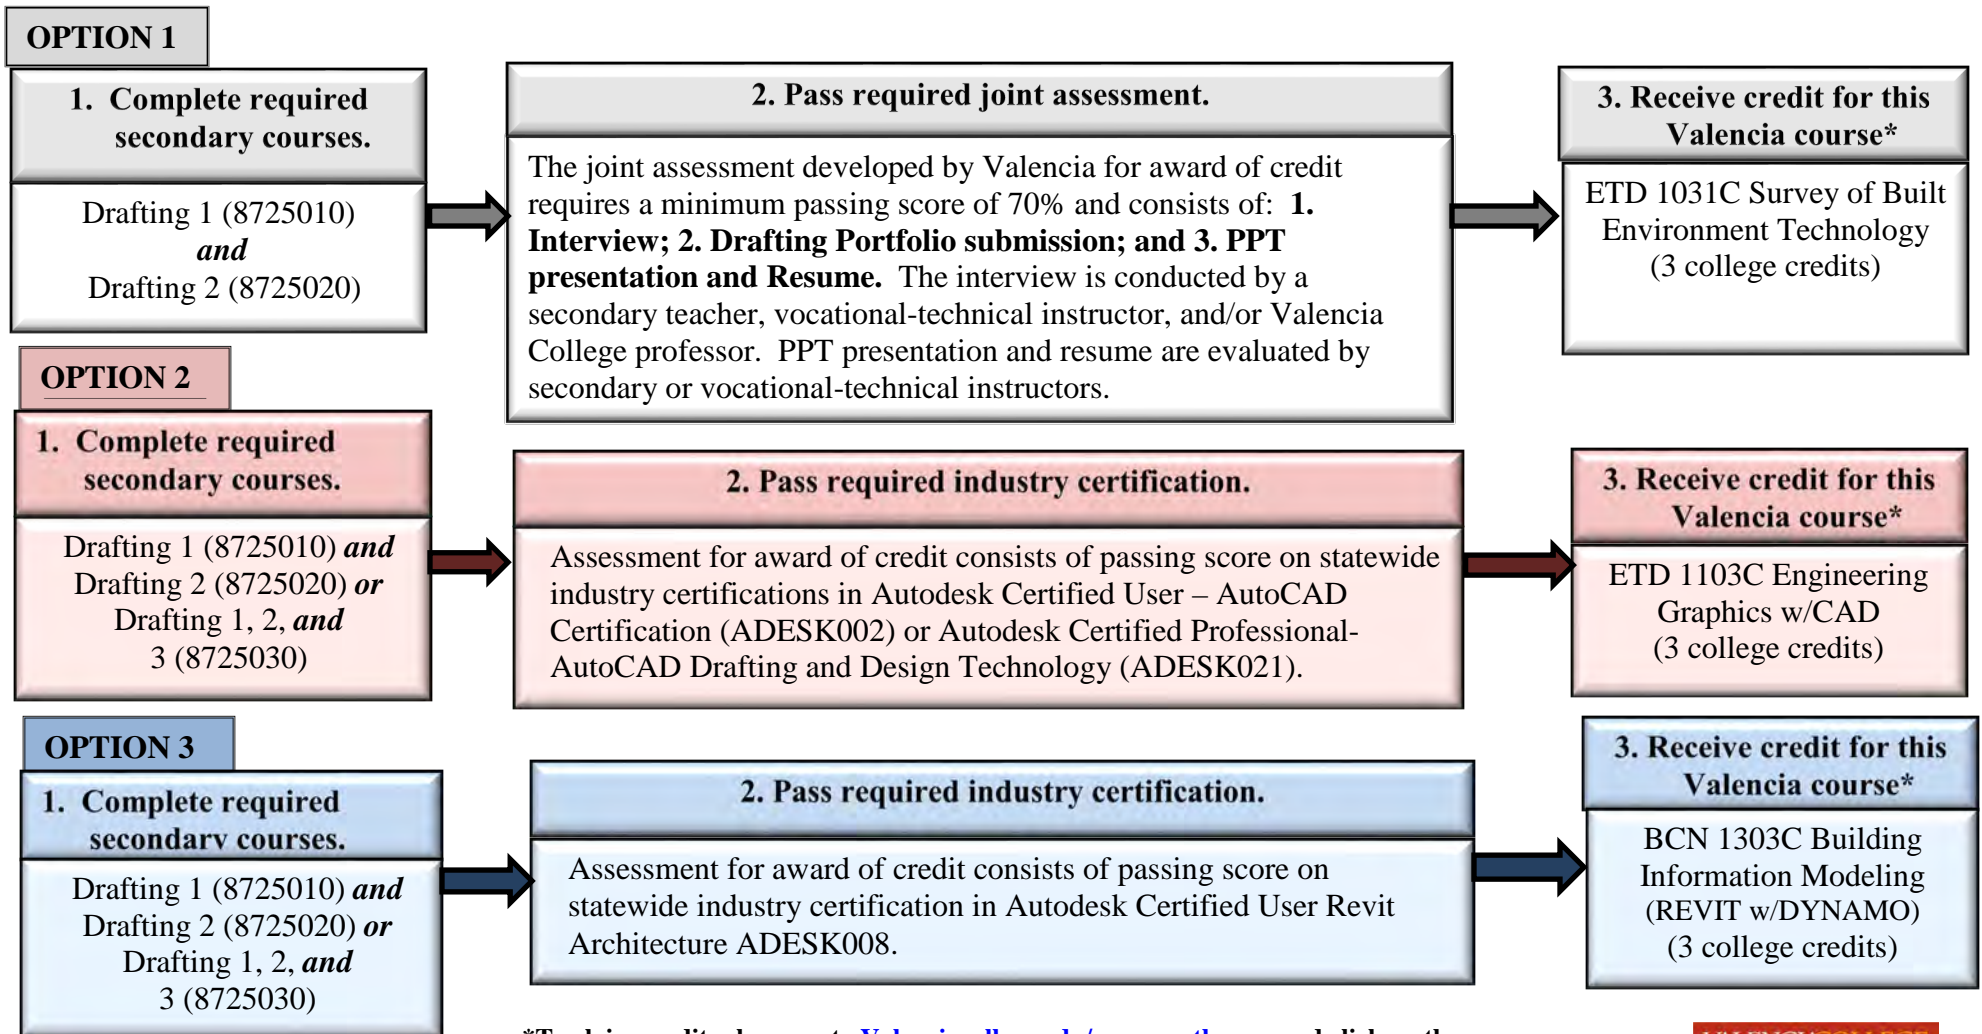 OPTION 1
1. Complete required
secondary courses.
Drafting 1 (8725010)
and
Drafting 2 (8725020)
2. Pass required joint assessment.
The joint assessment developed by Valencia for award of credit
requires a minimum passing score of 70% and consists of: 1.
Interview; 2. Drafting Portfolio submission; and 3. PPT
presentation and Resume. The interview is conducted by a
secondary teacher, vocational-technical instructor, and/or Valencia
College professor. PPT presentation and resume are evaluated by
secondary or vocational-technical instructors.
3. Receive credit for this
Valencia course*
ETD 1031C Survey of Built
Environment Technology
(3 college credits)
OPTION 2
1. Complete required
secondary courses.
Drafting 1 (8725010) and
Drafting 2 (8725020) or
Drafting 1, 2, and
3 (8725030)
2. Pass required industry certification.
Assessment for award of credit consists of passing score on statewide
industry certifications in Autodesk Certified User – AutoCAD
Certification (ADESK002) or Autodesk Certified Professional-
AutoCAD Drafting and Design Technology (ADESK021).
3. Receive credit for this
Valencia course*
ETD 1103C Engineering
Graphics w/CAD
(3 college credits)
OPTION 3
1. Complete required
secondary courses.
Drafting 1 (8725010) and
Drafting 2 (8725020) or
Drafting 1, 2, and
3 (8725030)
2. Pass required industry certification.
Assessment for award of credit consists of passing score on
statewide industry certification in Autodesk Certified User Revit
Architecture ADESK008.
3. Receive credit for this
Valencia course*
BCN 1303C Building
Information Modeling
(REVIT w/DYNAMO)
(3 college credits)